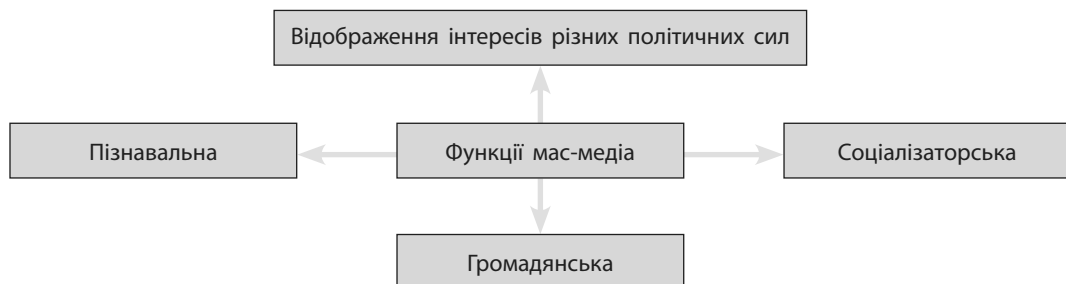 Відображення інтересів різних політичних сил
Пізнавальна
Функції мас-медіа
Соціалізаторська
Громадянська